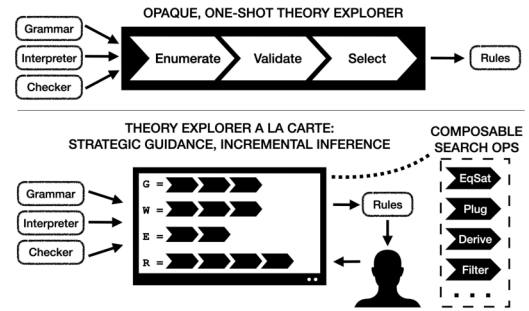 OPAQUE, ONE-SHOT THEORY EXPLORER
Grammar
Interpreter
Checker
Enumerate
Validate
Select
Rules
THEORY EXPLORER A LA CARTE:
STRATEGIC GUIDANCE, INCREMENTAL INFERENCE
Grammar
Interpreter
Checker
G =
W =
E =
R =
Rules
COMPOSABLE
SEARCH OPS
EqSat
Plug
Derive
Filter